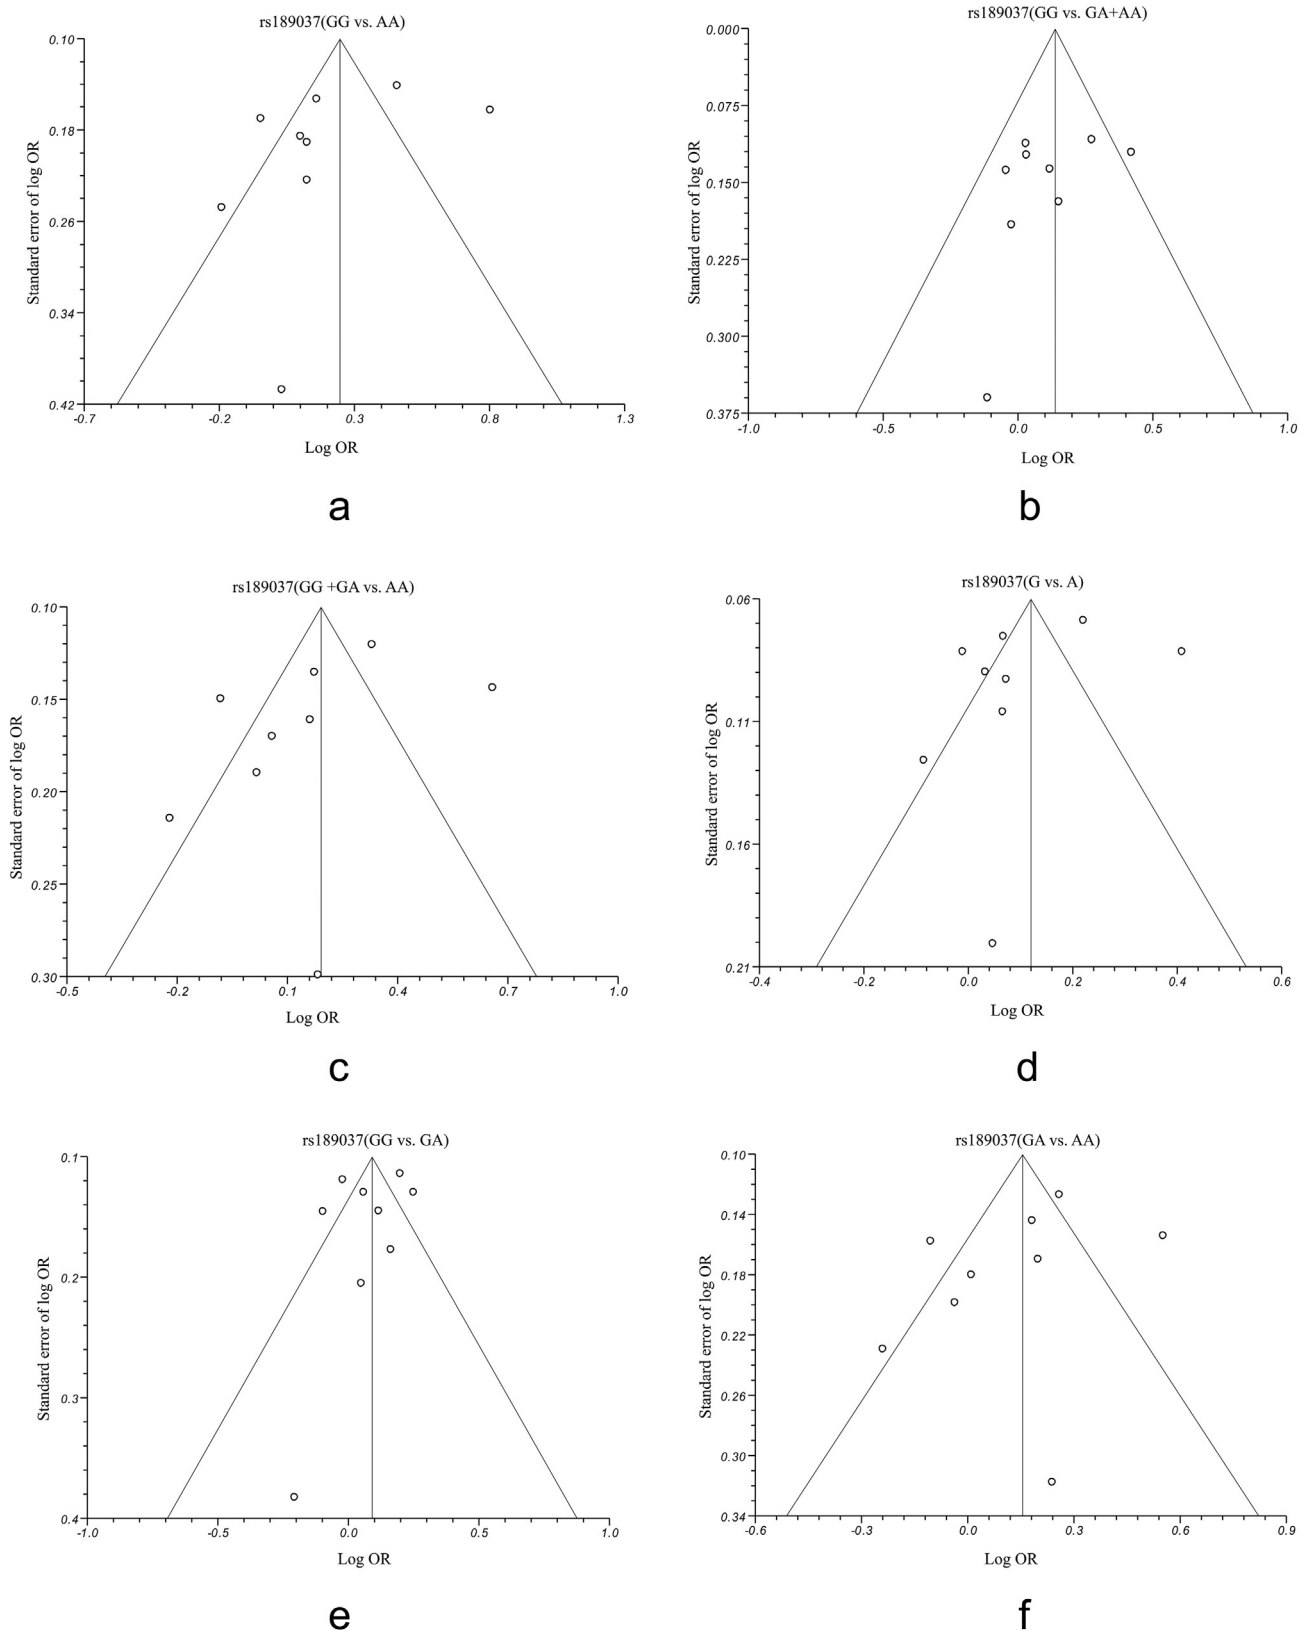 rs189037(GG vs. AA)
0.10
0.18
0.26
0.34
0.42
-0.7
-0.2
0.3
0.8
1.3
Standard error of log OR
Log OR
a
rs189037(GG vs. GA+AA)
0.000
0.075
0.150
0.225
0.300
0.375
-1.0
-0.5
0.0
0.5
1.0
Standard error of log OR
Log OR
b
rs189037(GG +GA vs. AA)
0.10
0.15
0.20
0.25
0.30
-0.5
-0.2
0.1
0.4
0.7
1.0
Standard error of log OR
Log OR
c
rs189037(G vs. A)
0.06
0.11
0.16
0.21
-0.4
-0.2
0.0
0.2
0.4
0.6
Standard error of log OR
Log OR
d
rs189037(GG vs. GA)
0.1
0.2
0.3
0.4
-1.0
-0.5
0.0
0.5
1.0
Standard error of log OR
Log OR
e
rs189037(GA vs. AA)
0.10
0.14
0.18
0.22
0.26
0.30
0.34
-0.6
-0.3
0.0
0.3
0.6
0.9
Standard error of log OR
Log OR
f